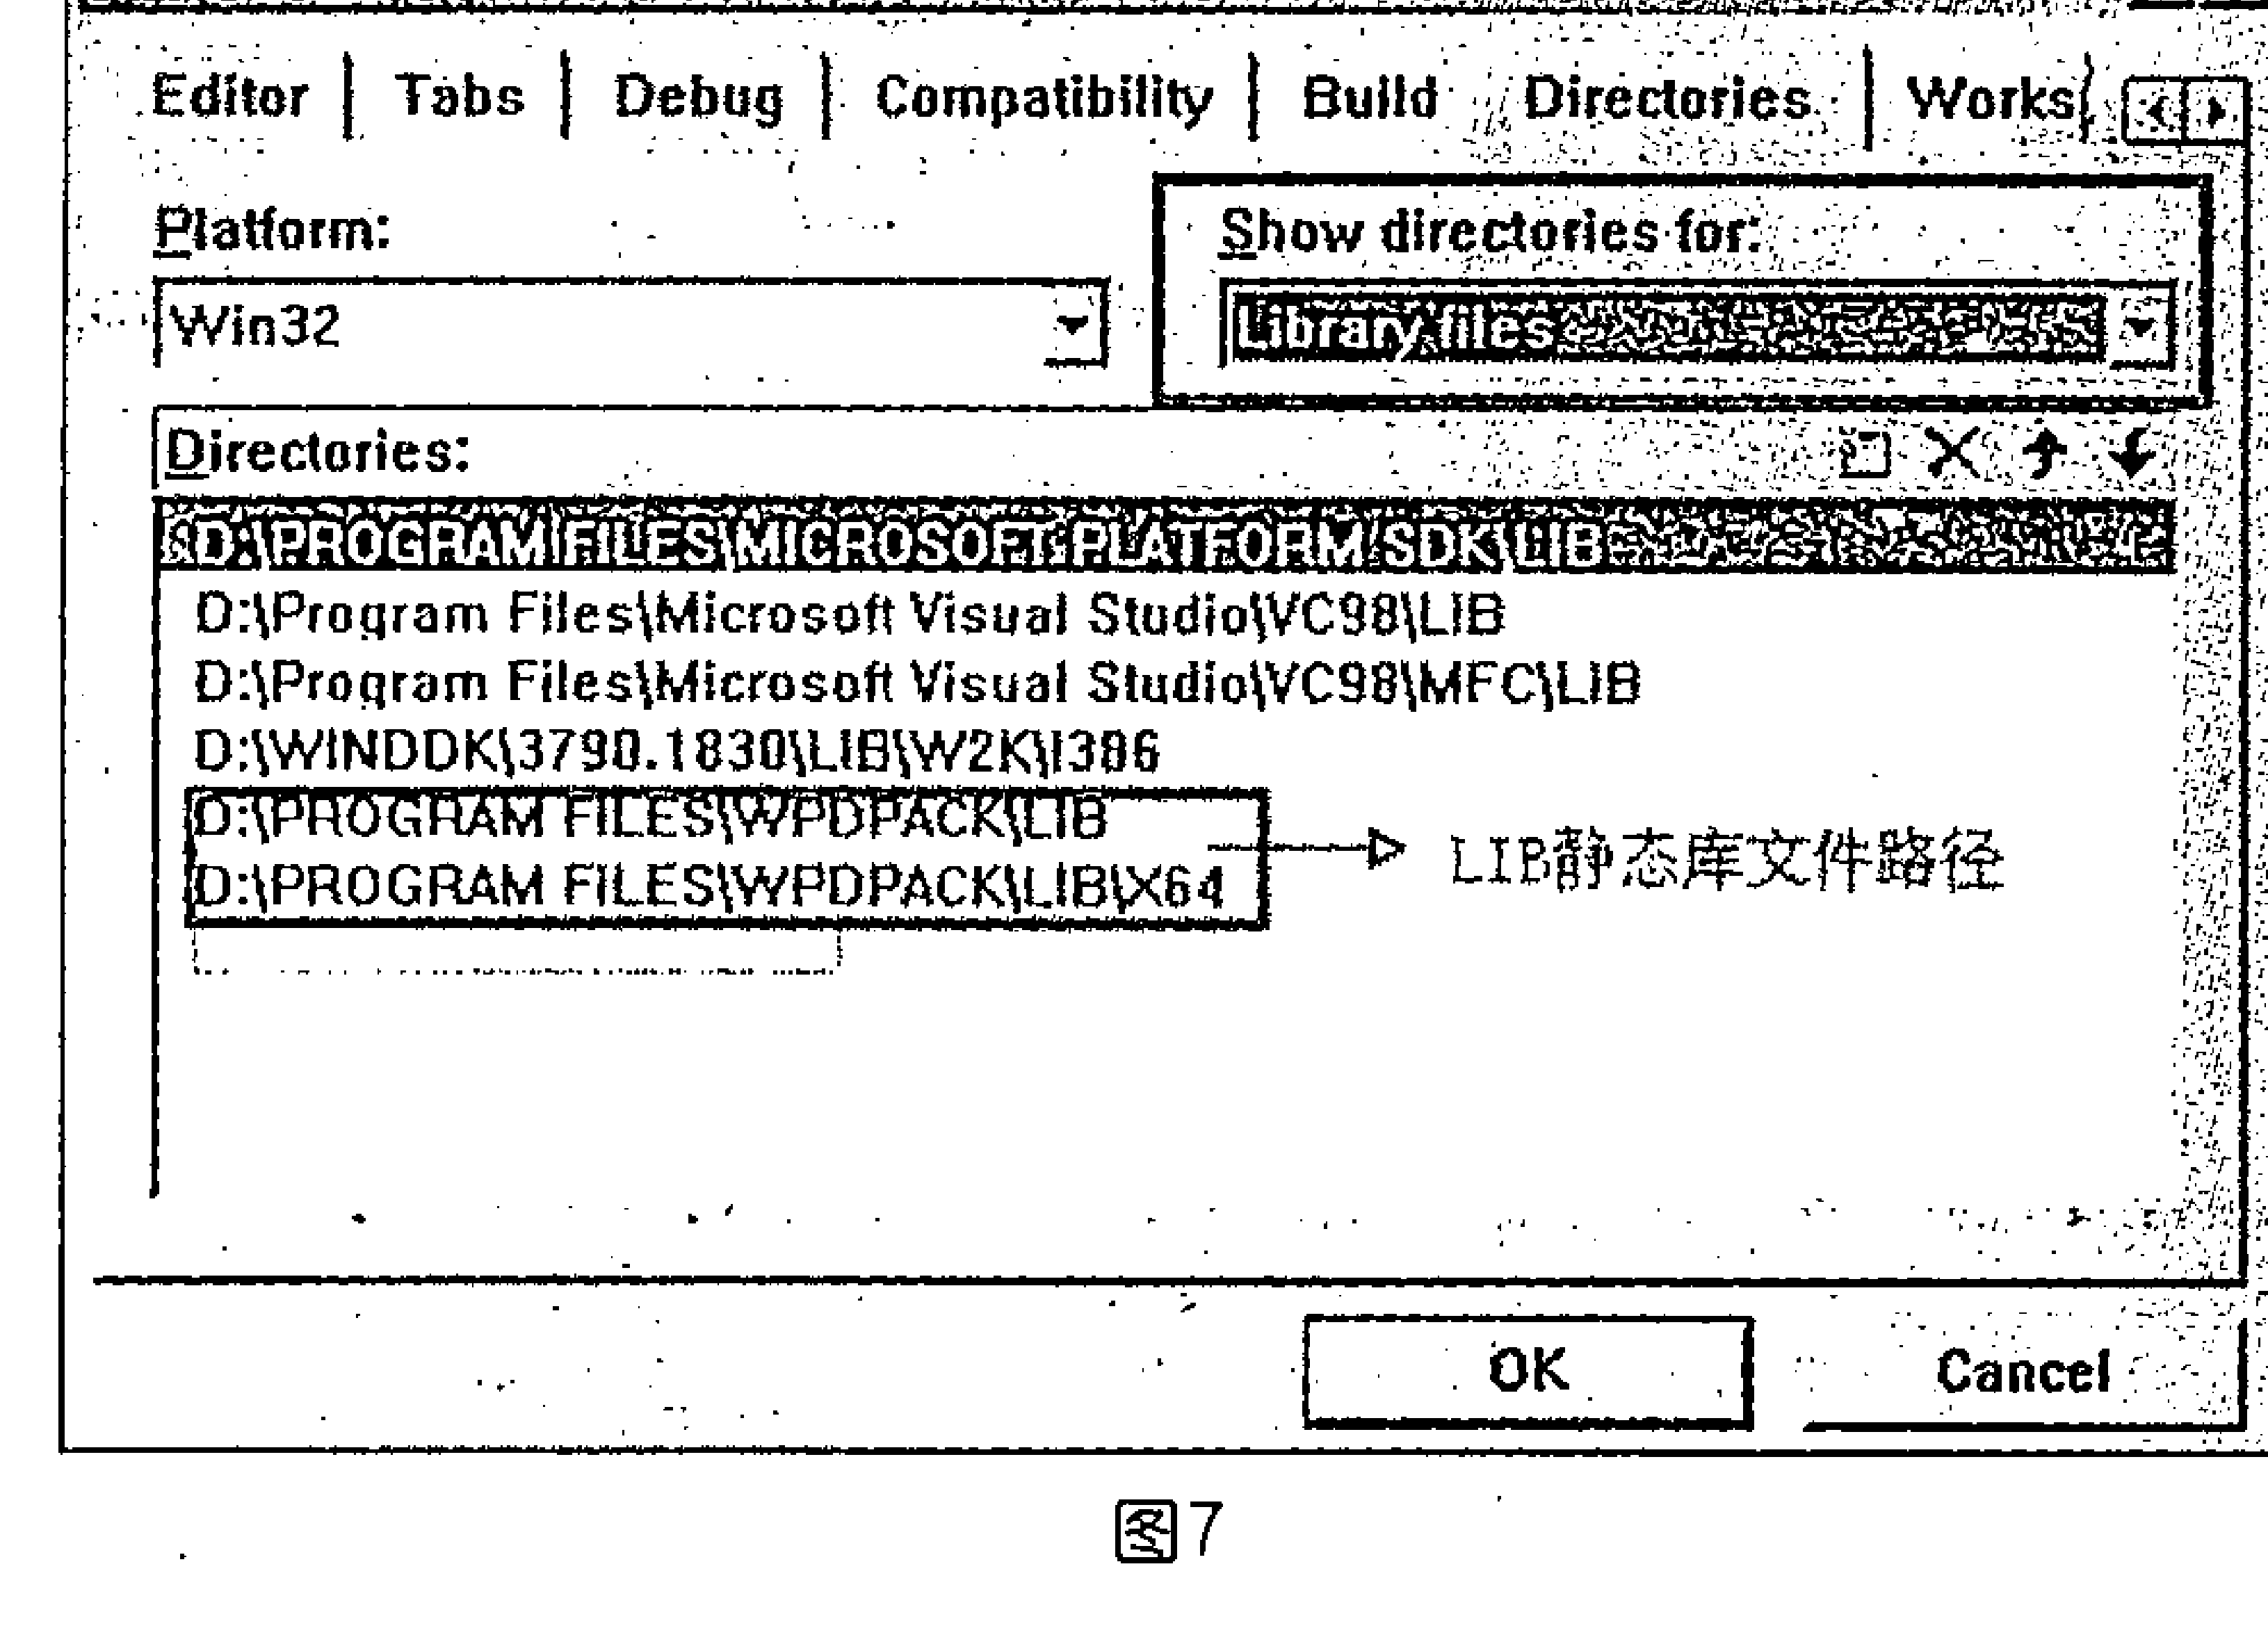 Editor Tabs Debug Compatibility Build Directories Works
Platform: Show directories for:
Win32 Library files
Directories:
D:\PROGRAM FILES\MICROSOFT PLATFORM SDK\LIB
D:\Program Files\Microsoft Visual Studio\VC98\LIB
D:\Program Files\Microsoft Visual Studio\VC98\MFC\LIB
D:\WINDDK\3790.1830\LIB\W2K\I386
D:\PROGRAM FILES\WPDPACK\LIB
D:\PROGRAM FILES\WPDPACK\LIB\X64
LIB静态库文件路径
OK Cancel
图7